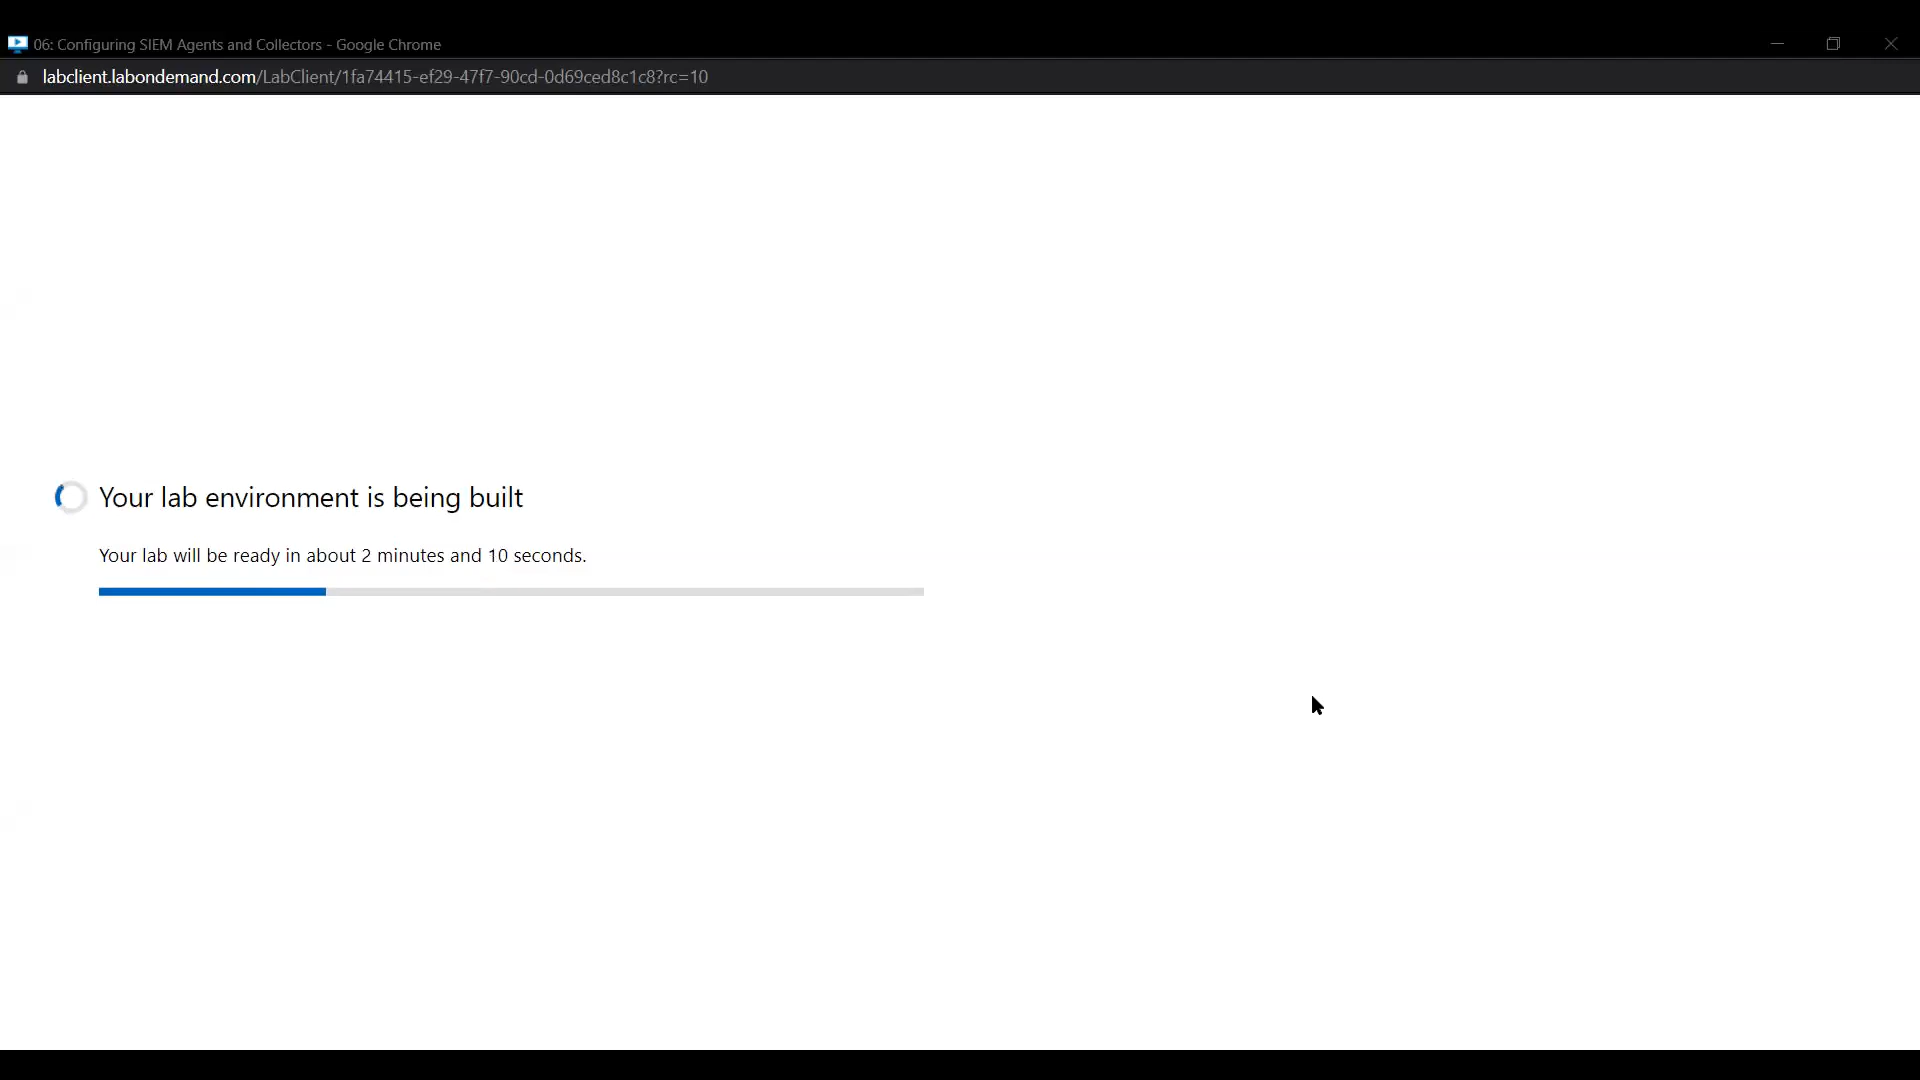 06: Configuring SIEM Agents and Collectors - Google Chrome
labclient.labondemand.com/LabClient/1fa74415-ef29-47f7-90cd-0d69ced8c1c8?rc=10
Your lab environment is being built
Your lab will be ready in about 2 minutes and 10 seconds.